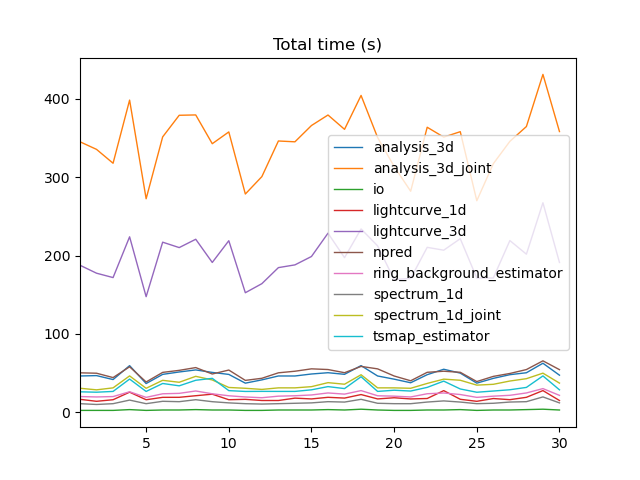 Total time (s)
400
300
200
100
0
analysis_3d
analysis_3d_joint
io
lightcurve_1d
lightcurve_3d
npred
ring_background_estimator
spectrum_1d
spectrum_1d_joint
tsmap_estimator
5 10 15 20 25 30